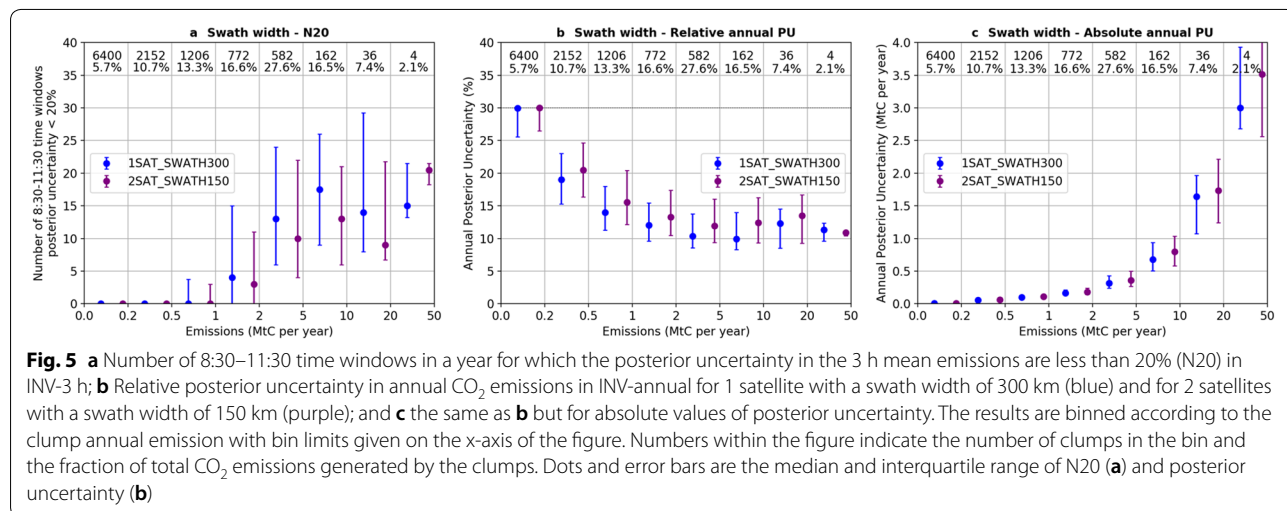 a Swath width - N20
40
35
30
25
20
15
10
5
0
Number of 8:30-11:30 time windows
posterior uncertainty < 20%
6400 2152 1206 772 582 162 36 4
5.7% 10.7% 13.3% 16.6% 27.6% 16.5% 7.4% 2.1%
1SAT_SWATH300
2SAT_SWATH150
0.0 0.2 0.5 1 2 5 10 20 50
Emissions (MtC per year)
b Swath width - Relative annual PU
40
35
30
25
20
15
10
5
0
Annual Posterior Uncertainty (%)
6400 2152 1206 772 582 162 36 4
5.7% 10.7% 13.3% 16.6% 27.6% 16.5% 7.4% 2.1%
1SAT_SWATH300
2SAT_SWATH150
0.0 0.2 0.5 1 2 5 10 20 50
Emissions (MtC per year)
c Swath width - Absolute annual PU
4.0
3.5
3.0
2.5
2.0
1.5
1.0
0.5
0.0
Annual Posterior Uncertainty (MtC per year)
6400 2152 1206 772 582 162 36 4
5.7% 10.7% 13.3% 16.6% 27.6% 16.5% 7.4% 2.1%
1SAT_SWATH300
2SAT_SWATH150
0.0 0.2 0.5 1 2 5 10 20 50
Emissions (MtC per year)
Fig. 5 a Number of 8:30–11:30 time windows in a year for which the posterior uncertainty in the 3 h mean emissions are less than 20% (N20) in
INV-3 h; b Relative posterior uncertainty in annual CO₂ emissions in INV-annual for 1 satellite with a swath width of 300 km (blue) and for 2 satellites
with a swath width of 150 km (purple); and c the same as b but for absolute values of posterior uncertainty. The results are binned according to the
clump annual emission with bin limits given on the x-axis of the figure. Numbers within the figure indicate the number of clumps in the bin and
the fraction of total CO₂ emissions generated by the clumps. Dots and error bars are the median and interquartile range of N20 (a) and posterior
uncertainty (b)